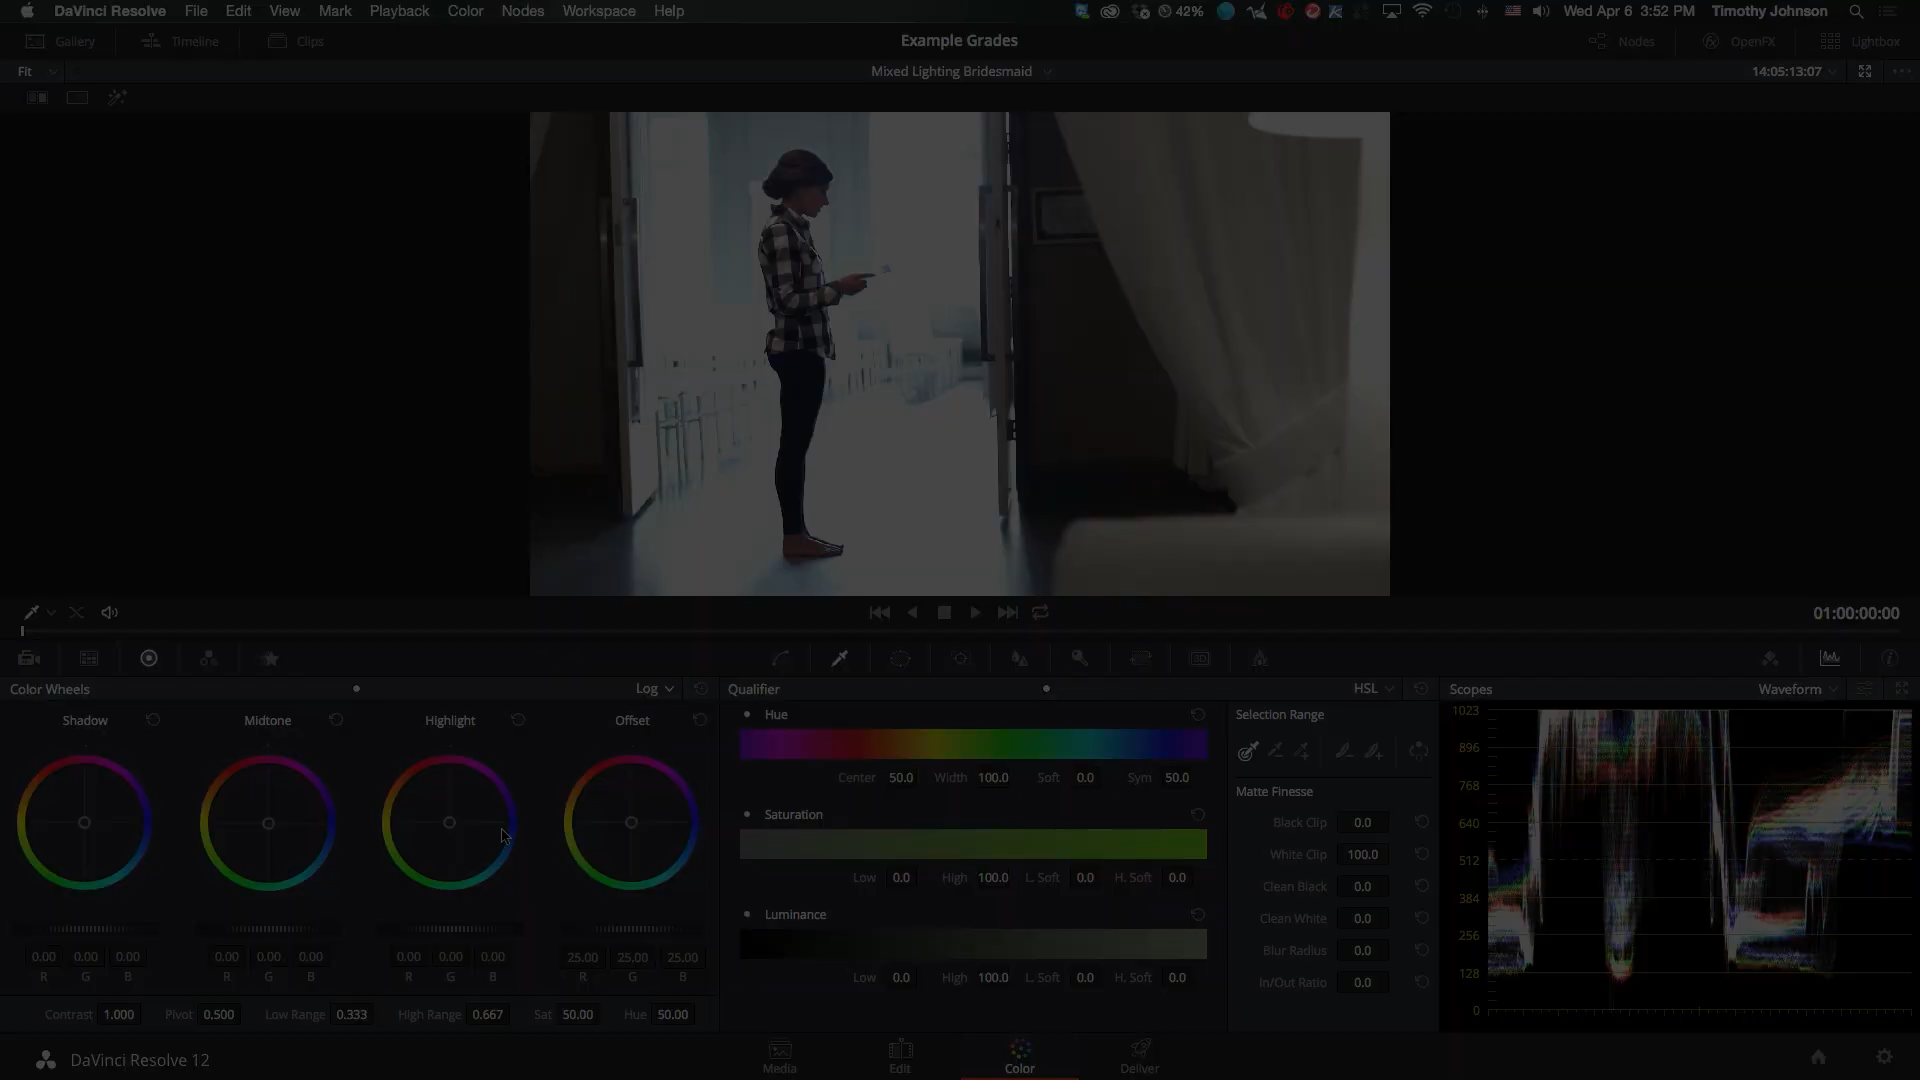 DaVinci Resolve File Edit View Mark Playback Color Nodes Workspace Help 42% Wed Apr 6 3:52 PM Timothy Johnson
Gallery Timeline Clips Example Grades Nodes OpenFX Lightbox
Fit Mixed Lighting Bridesmaid 14:05:13:07
01:00:00:00
Color Wheels Log Qualifier HSL Scopes Waveform
Shadow Midtone Highlight Offset Hue Selection Range 1023
896
Center 50.0 Width 100.0 Soft 0.0 Sym 50.0 768
Matte Finesse
Saturation Black Clip 0.0 640
White Clip 100.0 512
Low 0.0 High 100.0 L. Soft 0.0 H. Soft 0.0 Clean Black 0.0 384
Luminance Clean White 0.0 256
0.00 0.00 0.00 0.00 0.00 0.00 0.00 0.00 0.00 25.00 25.00 25.00 Blur Radius 0.0
R G B R G B R G B R G B Low 0.0 High 100.0 L. Soft 0.0 H. Soft 0.0 In/Out Ratio 0.0 128
Contrast 1.000 Pivot 0.500 Low Range 0.333 High Range 0.667 Sat 50.00 Hue 50.00 0
DaVinci Resolve 12 Media Edit Color Deliver